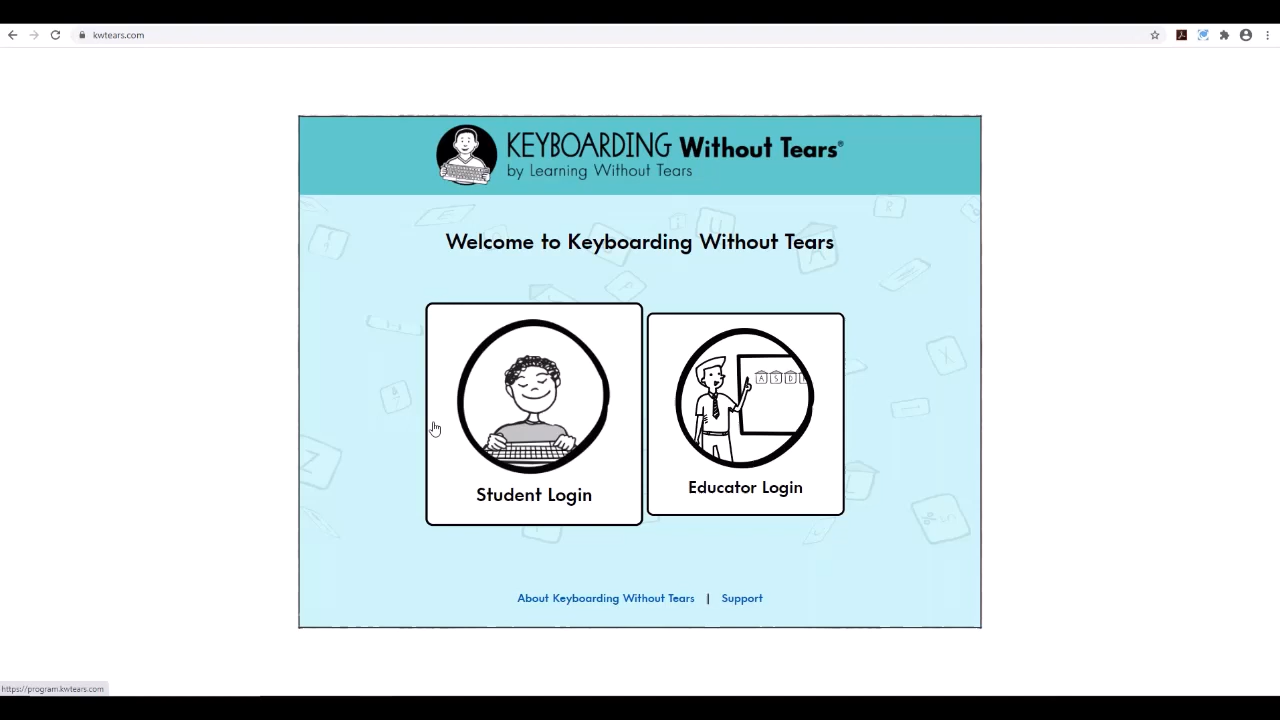 kwtears.com
KEYBOARDING Without Tears®
by Learning Without Tears
Welcome to Keyboarding Without Tears
A S D
Student Login
Educator Login
About Keyboarding Without Tears | Support
https://program.kwtears.com